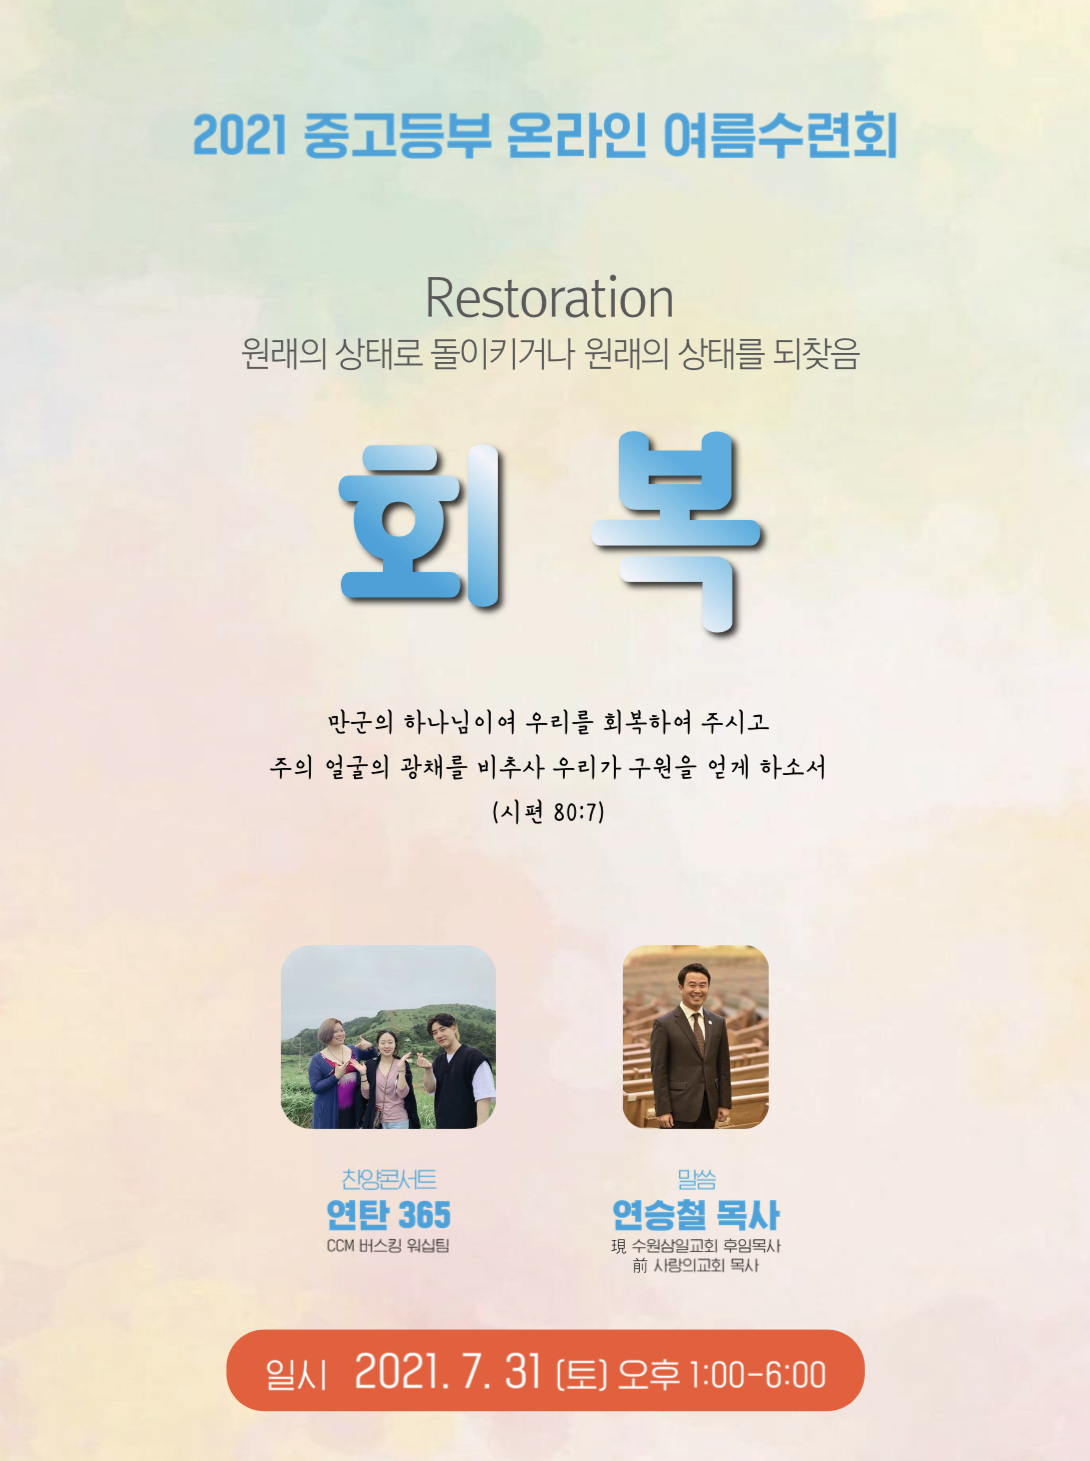 2021 중고등부 온라인 여름수련회
Restoration
원래의 상태로 돌이키거나 원래의 상태를 되찾음
회 복
만군의 하나님이여 우리를 회복하여 주시고
주의 얼굴의 광채를 비추사 우리가 구원을 얻게 하소서
(시편 80:7)
찬양콘서트
연탄 365
CCM 버스킹 워십팀
말씀
연승철 목사
現 수원삼일교회 후임목사
前 사랑의교회 목사
일시 2021. 7. 31 (토) 오후 1:00-6:00